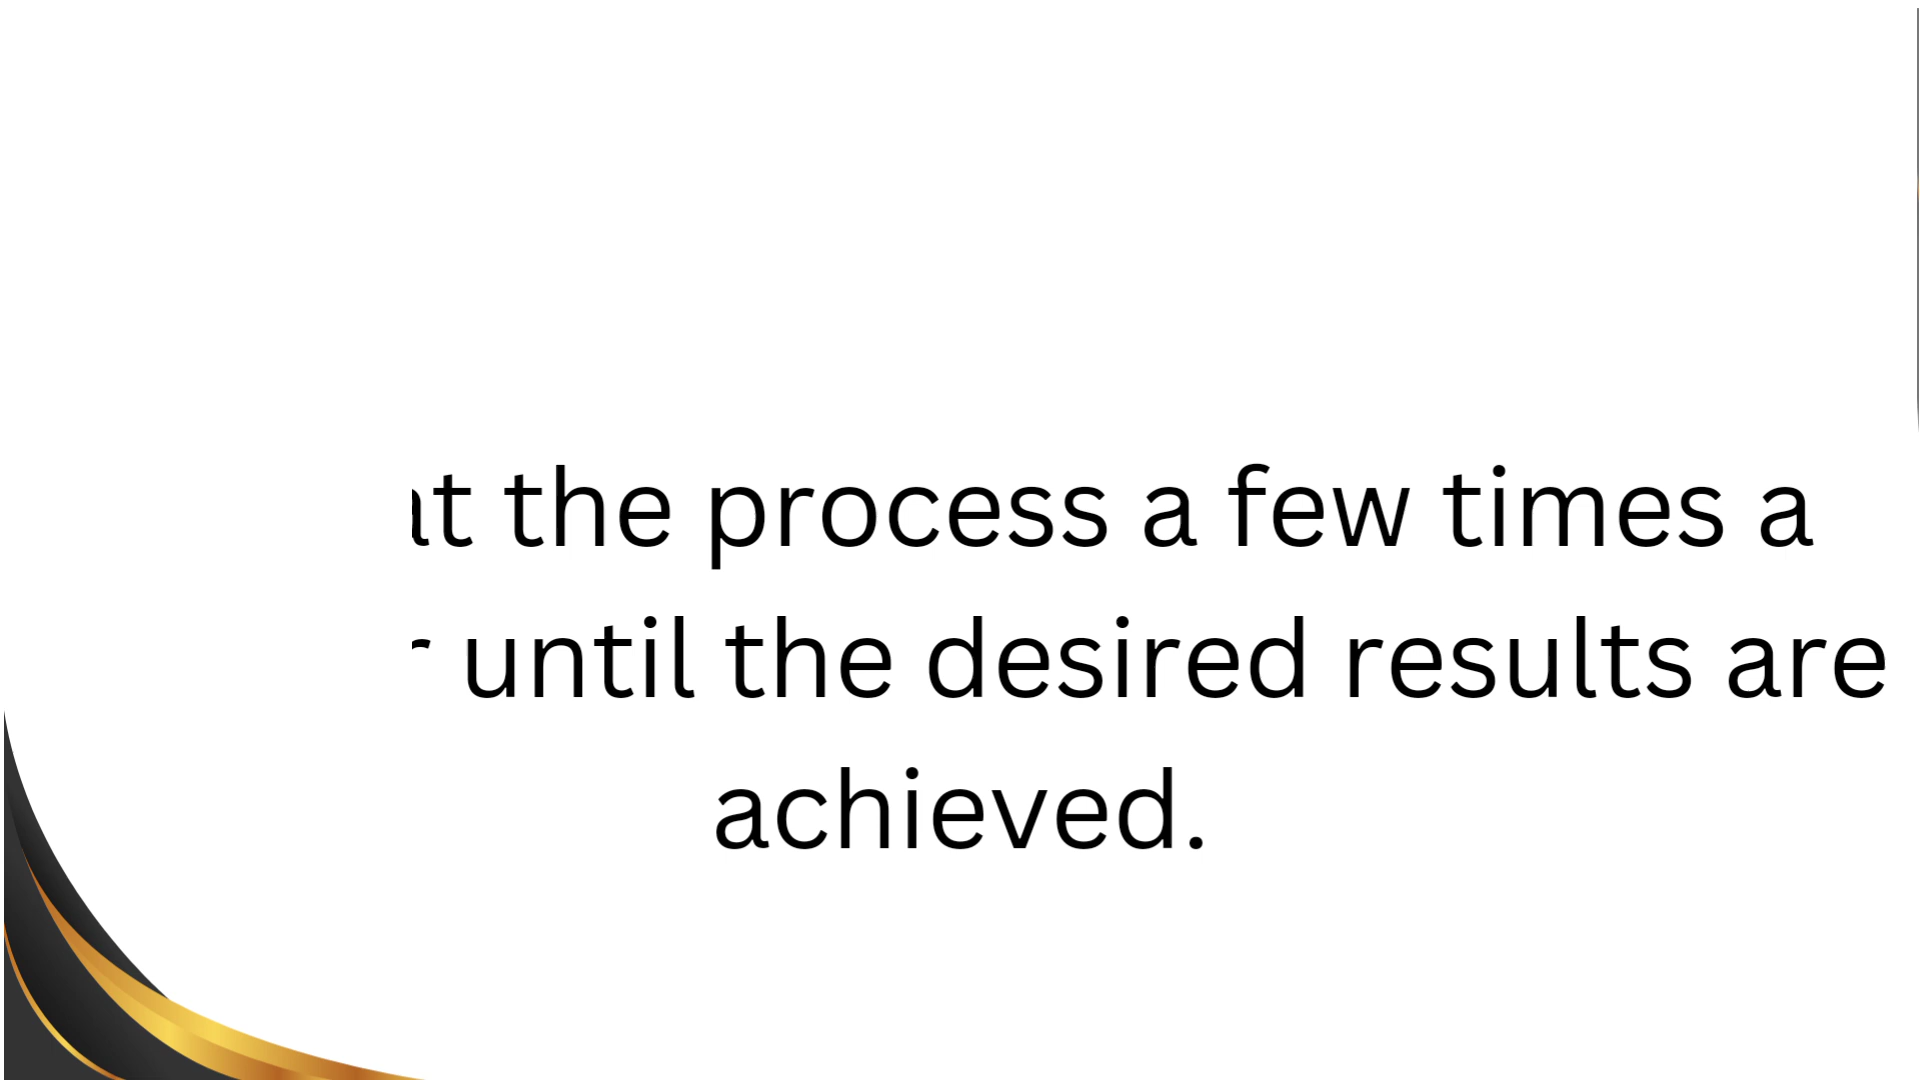 the process a few times a
until the desired results are
achieved.